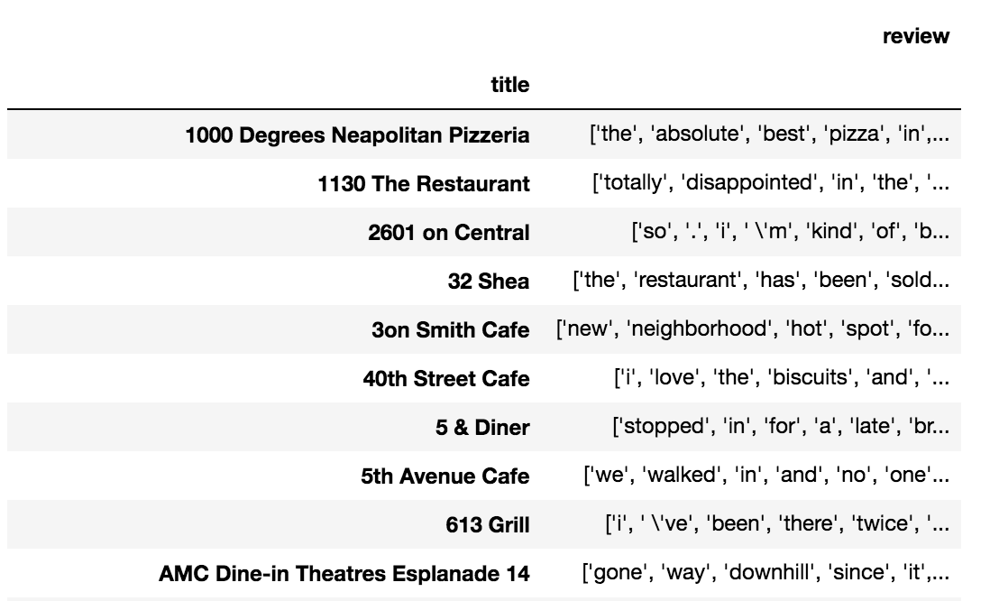 review
title
1000 Degrees Neapolitan Pizzeria ['the', 'absolute', 'best', 'pizza', 'in',...
1130 The Restaurant ['totally', 'disappointed', 'in', 'the', '...
2601 on Central ['so', '.', 'i', ' \'m', 'kind', 'of', 'b...
32 Shea ['the', 'restaurant', 'has', 'been', 'sold...
3on Smith Cafe ['new', 'neighborhood', 'hot', 'spot', 'fo...
40th Street Cafe ['i', 'love', 'the', 'biscuits', 'and', '...
5 & Diner ['stopped', 'in', 'for', 'a', 'late', 'br...
5th Avenue Cafe ['we', 'walked', 'in', 'and', 'no', 'one'...
613 Grill ['i', ' \'ve', 'been', 'there', 'twice', '...
AMC Dine-in Theatres Esplanade 14 ['gone', 'way', 'downhill', 'since', 'it',...